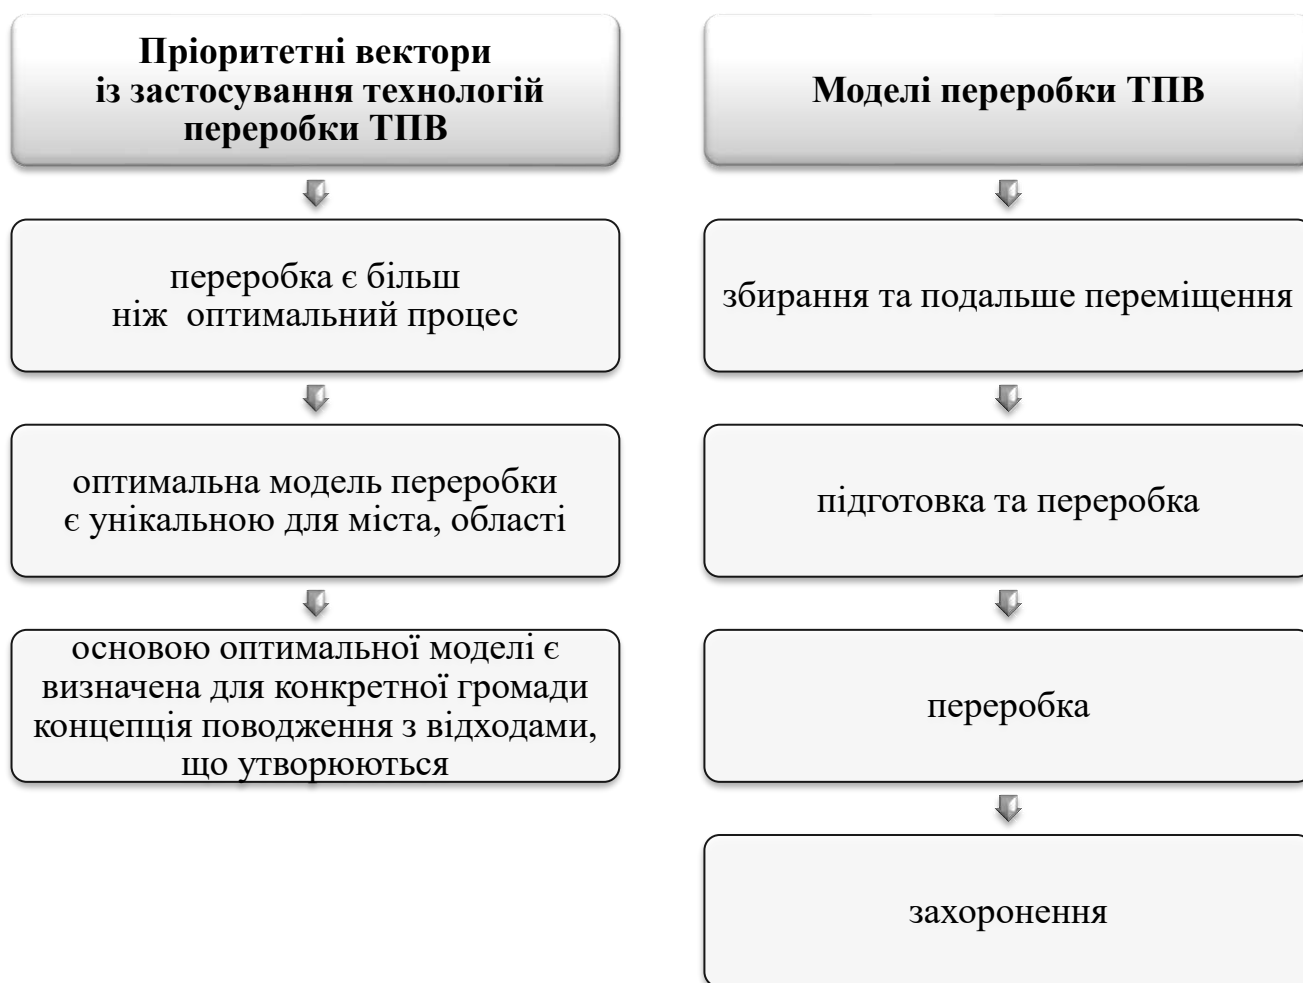 Пріоритетні вектори
із застосування технологій
переробки ТПВ
переробка є більш
ніж оптимальний процес
оптимальна модель переробки
є унікальною для міста, області
основою оптимальної моделі є
визначена для конкретної громади
концепція поводження з відходами,
що утворюються
Моделі переробки ТПВ
збирання та подальше переміщення
підготовка та переробка
переробка
захоронення